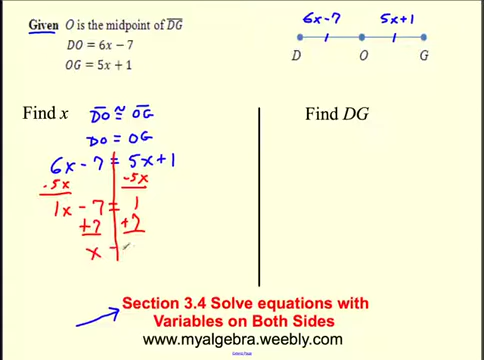 Given O is the midpoint of DG
DO = 6x − 7
OG = 5x + 1
6x-7 5x+1
D O G
Find x
DO ≅ OG
DO = OG
6x - 7 = 5x + 1
-5x -5x
1x - 7 = 1
+7 +7
x -
Find DG
Section 3.4 Solve equations with
Variables on Both Sides
www.myalgebra.weebly.com